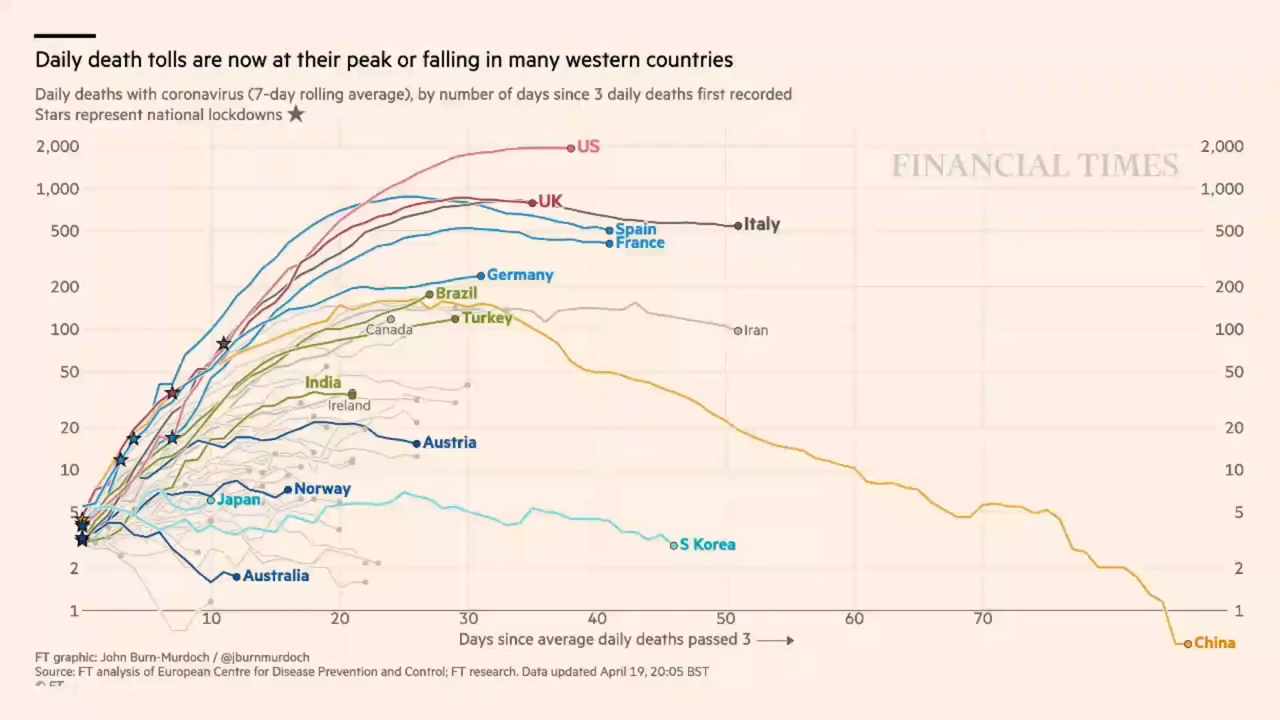 Daily death tolls are now at their peak or falling in many western countries
Daily deaths with coronavirus (7-day rolling average), by number of days since 3 daily deaths first recorded
Stars represent national lockdowns ★
FINANCIAL TIMES
2,000
1,000
500
200
100
50
20
10
5
2
1
US
UK
Italy
Spain
France
Germany
Brazil
Turkey
Canada
Iran
India
Ireland
Austria
Norway
Japan
S Korea
Australia
China
2,000
1,000
500
200
100
50
20
10
5
2
1
10 20 30 40 50 60 70
Days since average daily deaths passed 3
FT graphic: John Burn-Murdoch / @jburnmurdoch
Source: FT analysis of European Centre for Disease Prevention and Control; FT research. Data updated April 19, 20:05 BST
© FT